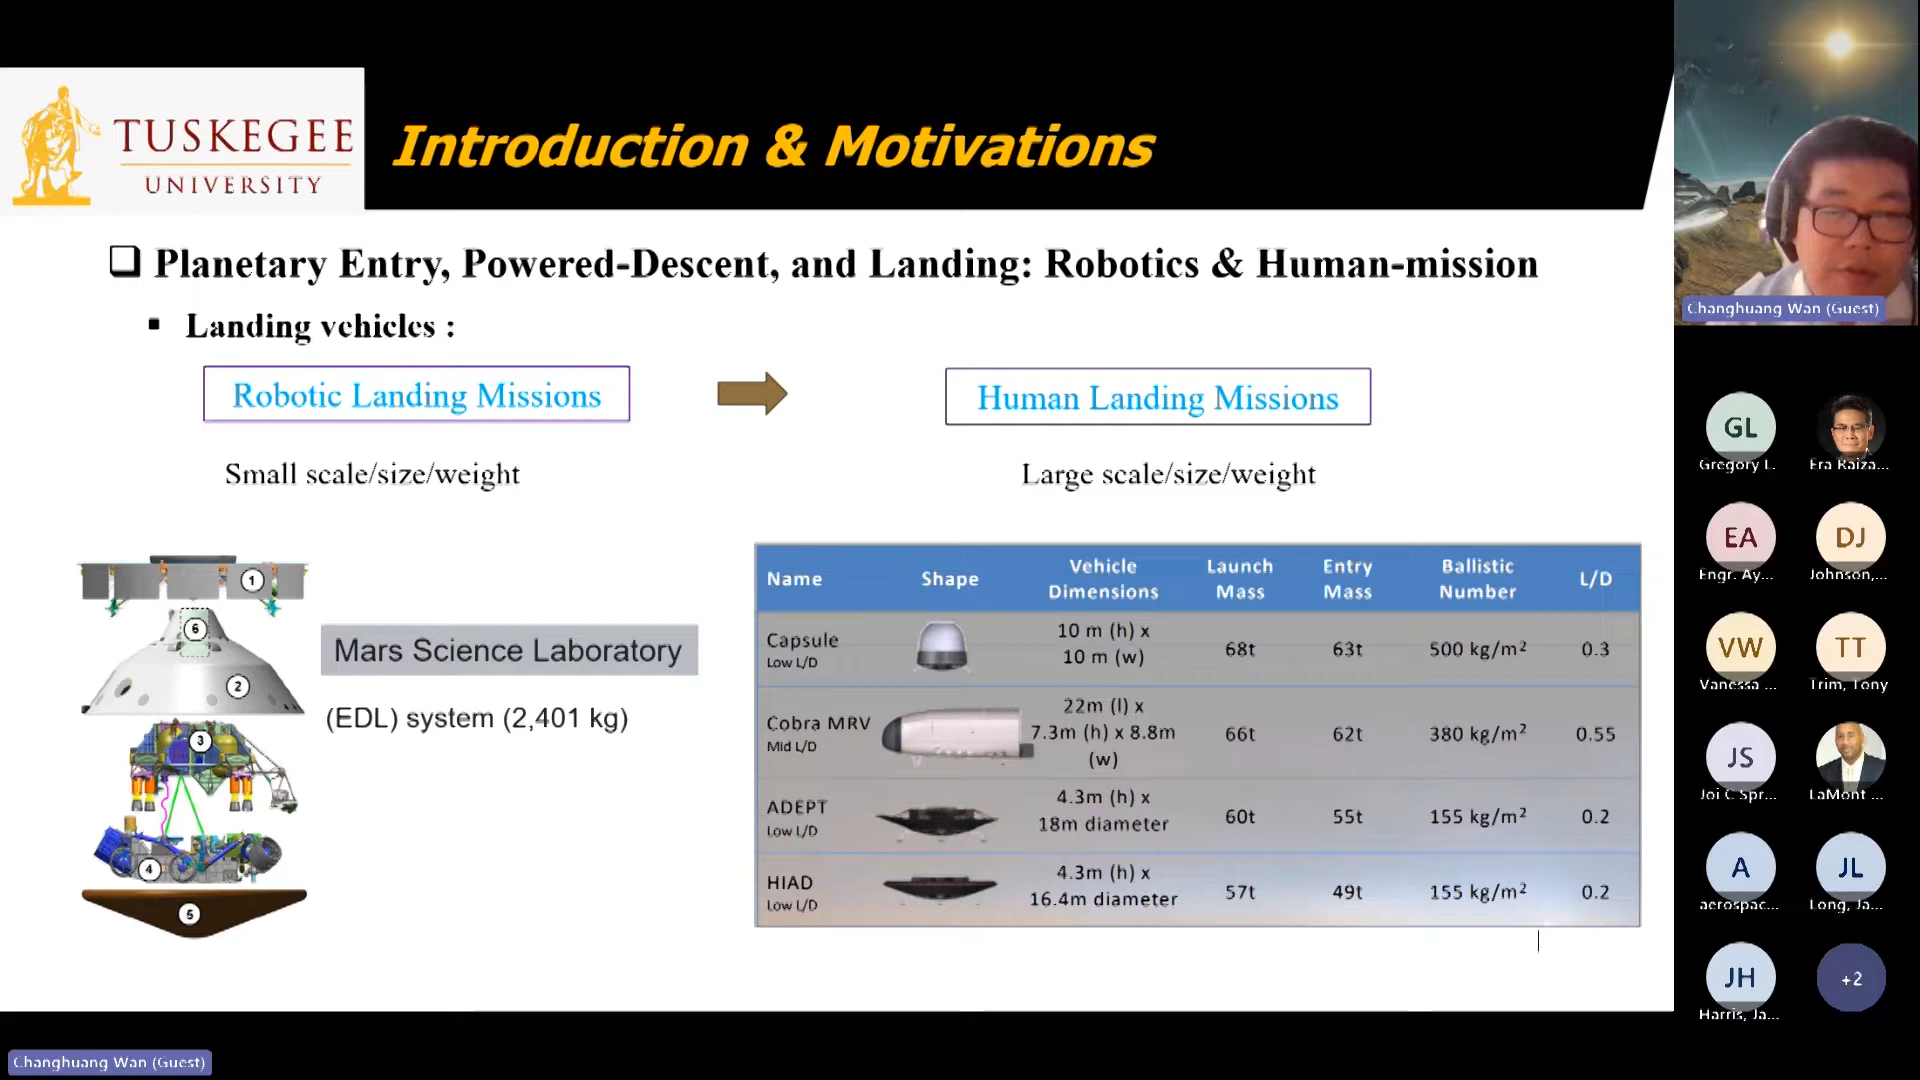 TUSKEGEE
UNIVERSITY
Introduction & Motivations
Planetary Entry, Powered-Descent, and Landing: Robotics & Human-mission
Landing vehicles :
Robotic Landing Missions
Human Landing Missions
Small scale/size/weight
Large scale/size/weight
1
6
2
3
4
5
Mars Science Laboratory
(EDL) system (2,401 kg)
Name Shape Vehicle Dimensions Launch Mass Entry Mass Ballistic Number L/D
Capsule Low L/D 10 m (h) x 10 m (w) 68t 63t 500 kg/m² 0.3
Cobra MRV Mid L/D 22m (l) x 7.3m (h) x 8.8m (w) 66t 62t 380 kg/m² 0.55
ADEPT Low L/D 4.3m (h) x 18m diameter 60t 55t 155 kg/m² 0.2
HIAD Low L/D 4.3m (h) x 16.4m diameter 57t 49t 155 kg/m² 0.2
Changhuang Wan (Guest)
GL
Gregory L.
Era Raiza...
EA
Engr. Ay...
DJ
Johnson,...
VW
Vanessa ...
TT
Trim, Tony
JS
Joi C Spr...
LaMont ...
A
aerospac...
JL
Long, Ja...
JH
Harris, Ja...
+2
Changhuang Wan (Guest)